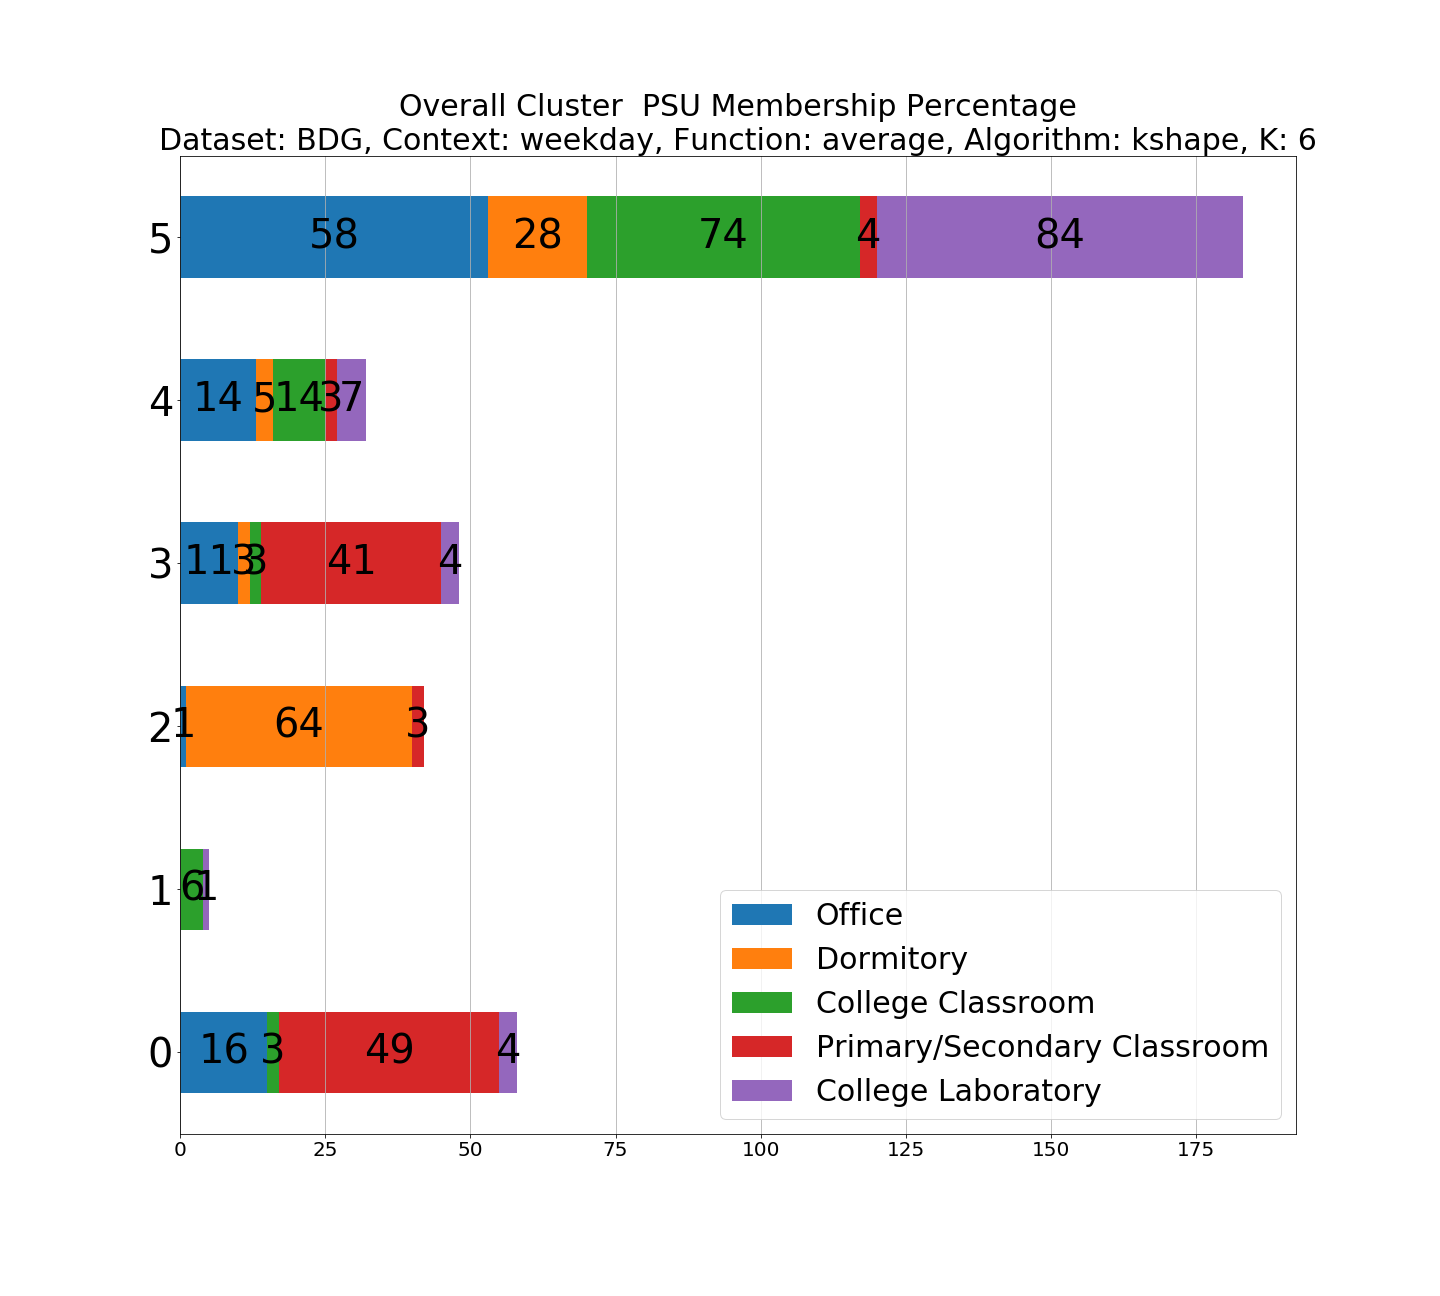 Overall Cluster  PSU Membership Percentage
Dataset: BDG, Context: weekday, Function: average, Algorithm: kshape, K: 6
5 58 28 74 4 84
4 14 5 14 3 7
3 11 3 3 41 4
2 1 64 3
1 6 1
0 16 3 49 4
Office
Dormitory
College Classroom
Primary/Secondary Classroom
College Laboratory
0 25 50 75 100 125 150 175